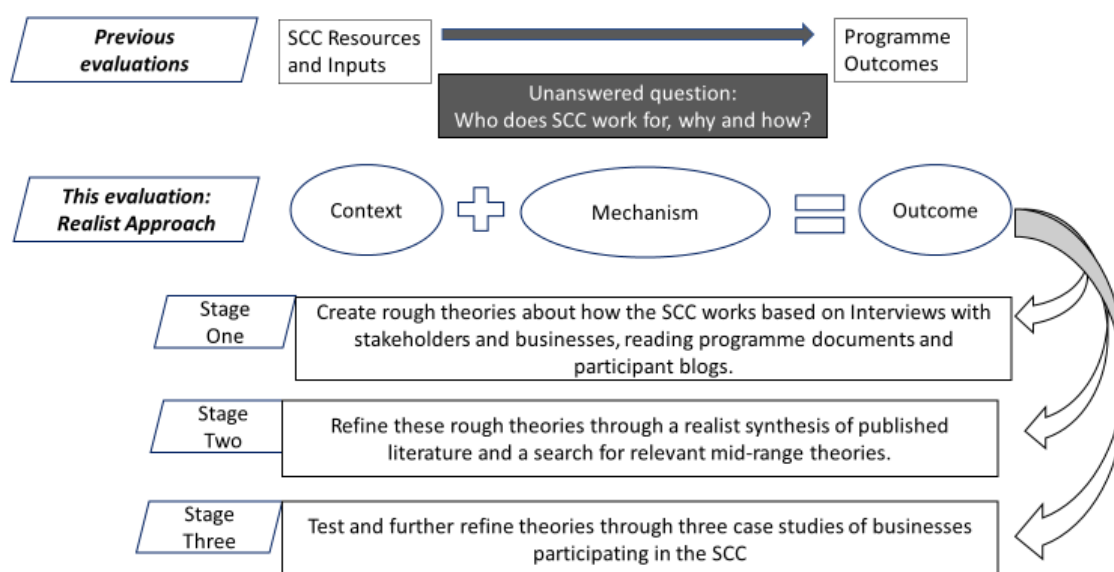 Previous
evaluations
SCC Resources
and Inputs
Programme
Outcomes
Unanswered question:
Who does SCC work for, why and how?
This evaluation:
Realist Approach
Context
Mechanism
Outcome
Stage
One
Create rough theories about how the SCC works based on Interviews with
stakeholders and businesses, reading programme documents and
participant blogs.
Stage
Two
Refine these rough theories through a realist synthesis of published
literature and a search for relevant mid-range theories.
Stage
Three
Test and further refine theories through three case studies of businesses
participating in the SCC